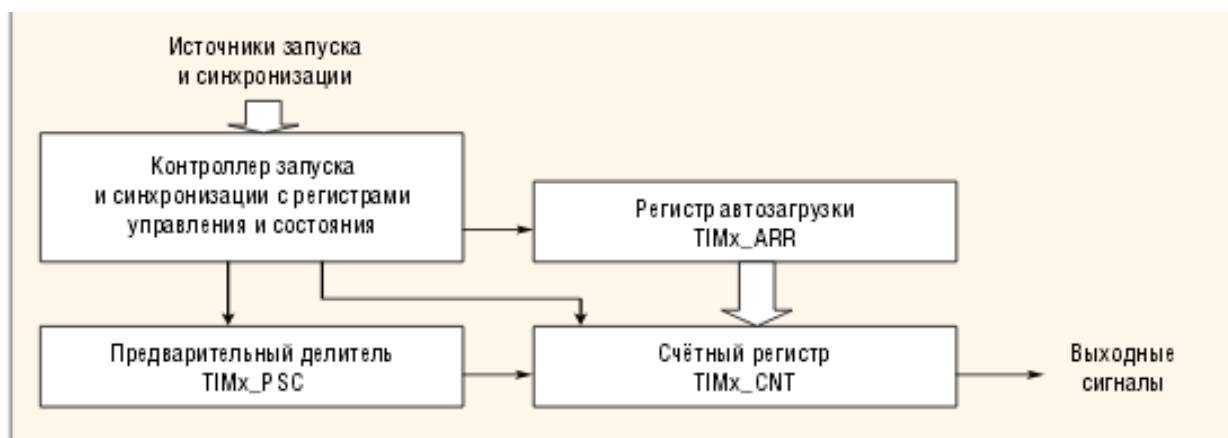 Источники запуска
и синхронизации
Контроллер запуска
и синхронизации с регистрами
управления и состояния
Регистр автозагрузки
TIMx_ARR
Предварительный делитель
TIMx_PSC
Счётный регистр
TIMx_CNT
Выходные
сигналы